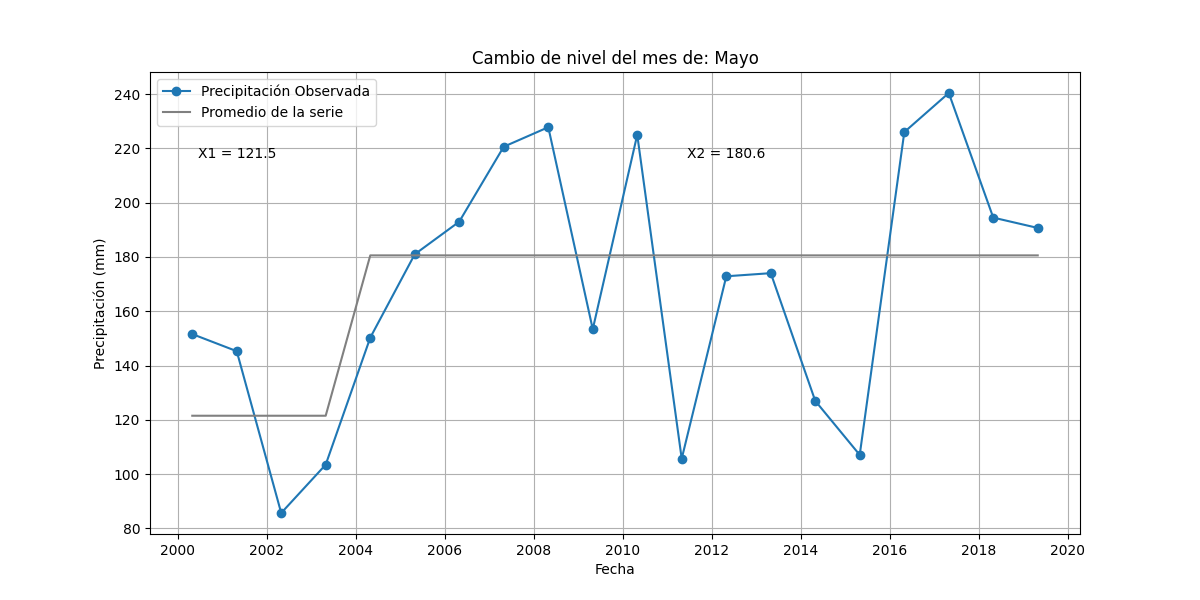 Cambio de nivel del mes de: Mayo
Precipitación Observada
Promedio de la serie
X1 = 121.5
X2 = 180.6
Precipitación (mm)
240
220
200
180
160
140
120
100
80
2000 2002 2004 2006 2008 2010 2012 2014 2016 2018 2020
Fecha